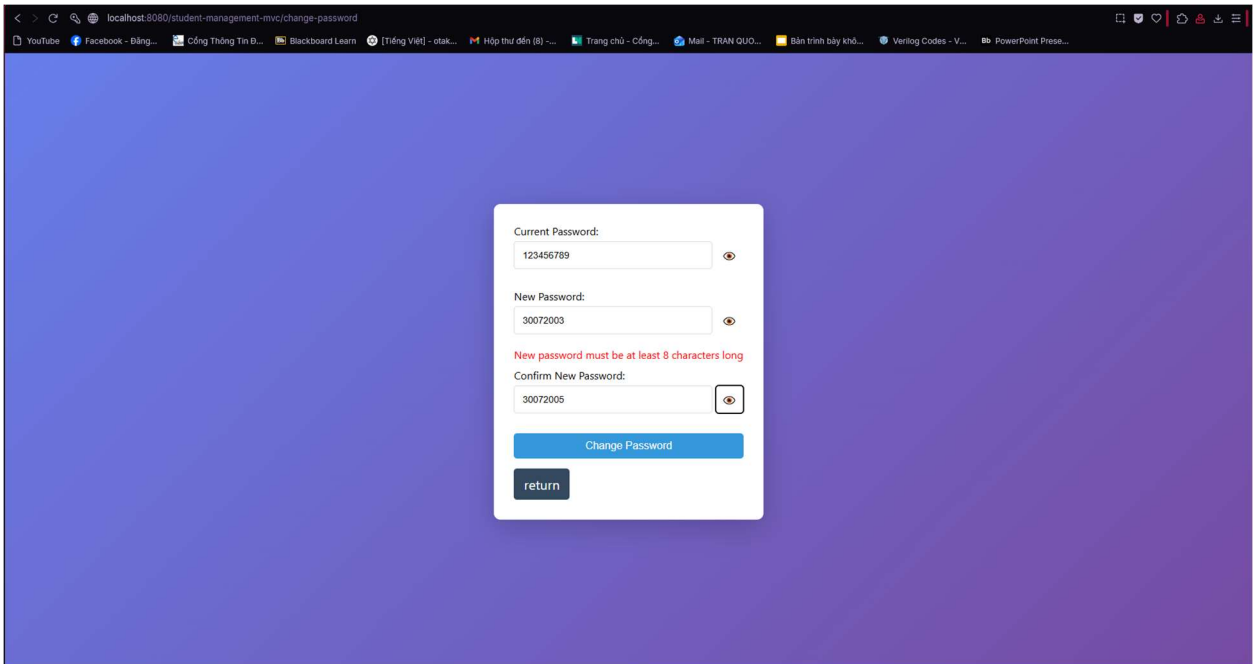 localhost:8080/student-management-mvc/change-password
YouTube Facebook - Đăng... Cổng Thông Tin Đ... Blackboard Learn [Tiếng Việt] - otak... Hộp thư đến (8) -... Trang chủ - Cổng... Mail - TRAN QUO... Bản trình bày khô... Verilog Codes - V... Bb PowerPoint Prese...
Current Password:
123456789
New Password:
30072003
New password must be at least 8 characters long
Confirm New Password:
30072005
Change Password
return